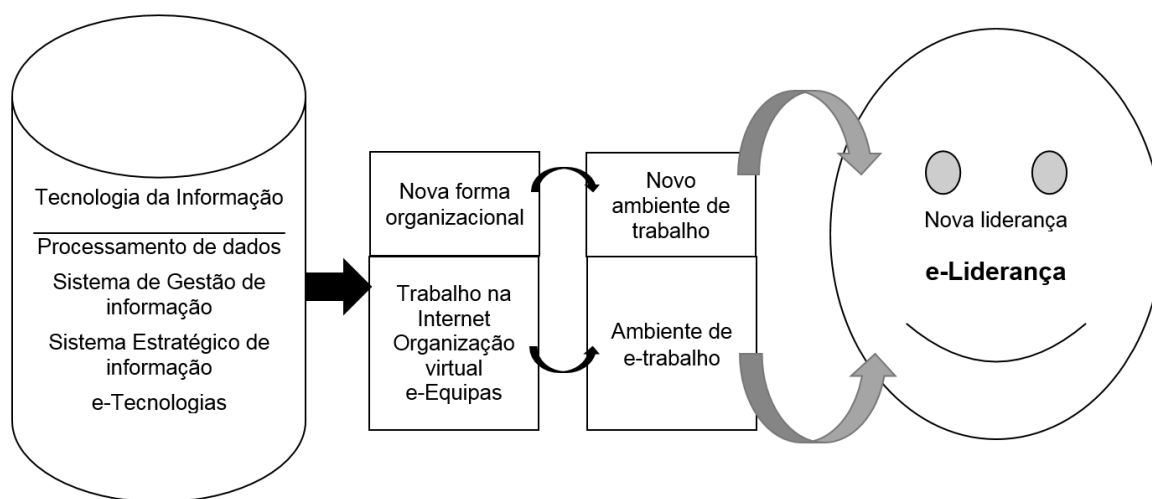 Tecnologia da Informação
Processamento de dados
Sistema de Gestão de
informação
Sistema Estratégico de
informação
e-Tecnologias
Nova forma
organizacional
Trabalho na
Internet
Organização
virtual
e-Equipas
Novo
ambiente de
trabalho
Ambiente de
e-trabalho
Nova liderança
e-Liderança